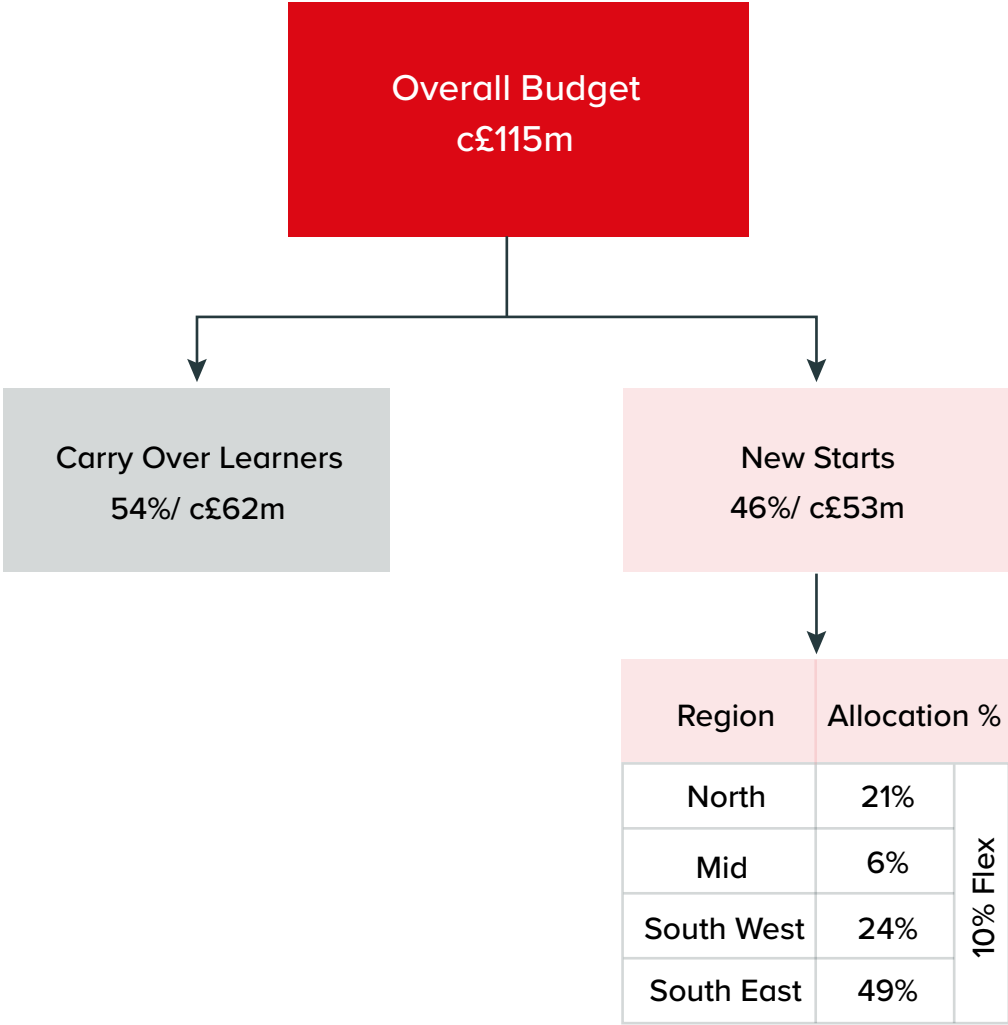 Overall Budget
c£115m
Carry Over Learners
54%/ c£62m
New Starts
46%/ c£53m
Region Allocation %
North 21%
Mid 6%
South West 24%
South East 49%
10% Flex